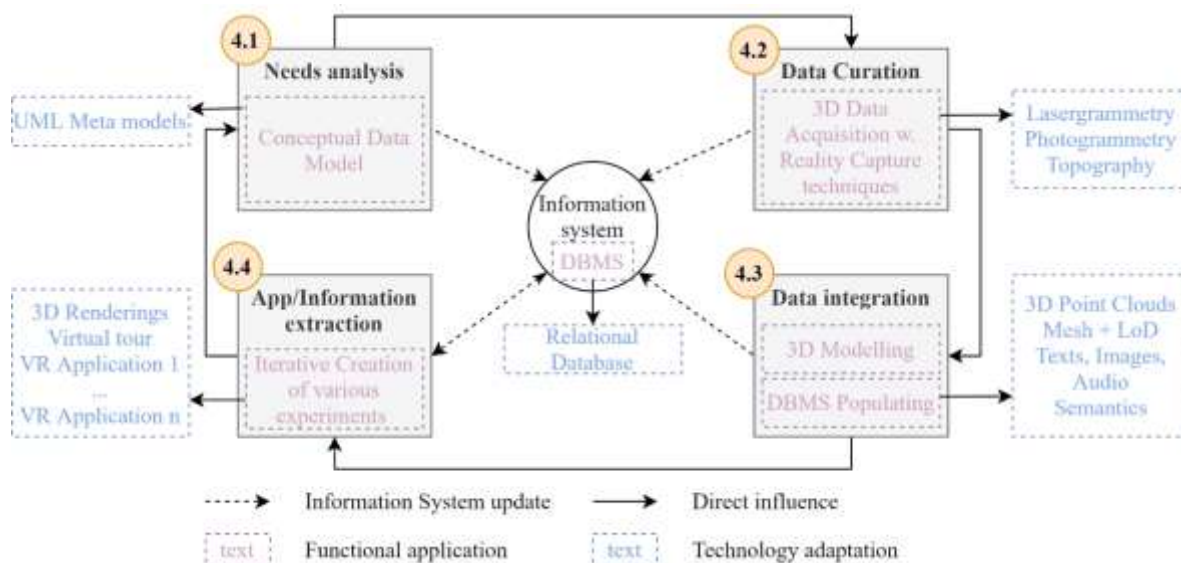 4.1
Needs analysis
Conceptual Data
Model
UML Meta models
4.2
Data Curation
3D Data
Acquisition w.
Reality Capture
techniques
Lasergrammetry
Photogrammetry
Topography
Information
system
DBMS
Relational
Database
4.4
App/Information
extraction
Iterative Creation
of various
experiments
3D Renderings
Virtual tour
VR Application 1
...
VR Application n
4.3
Data integration
3D Modelling
DBMS Populating
3D Point Clouds
Mesh + LoD
Texts, Images,
Audio
Semantics
Information System update
Direct influence
text
Functional application
text
Technology adaptation